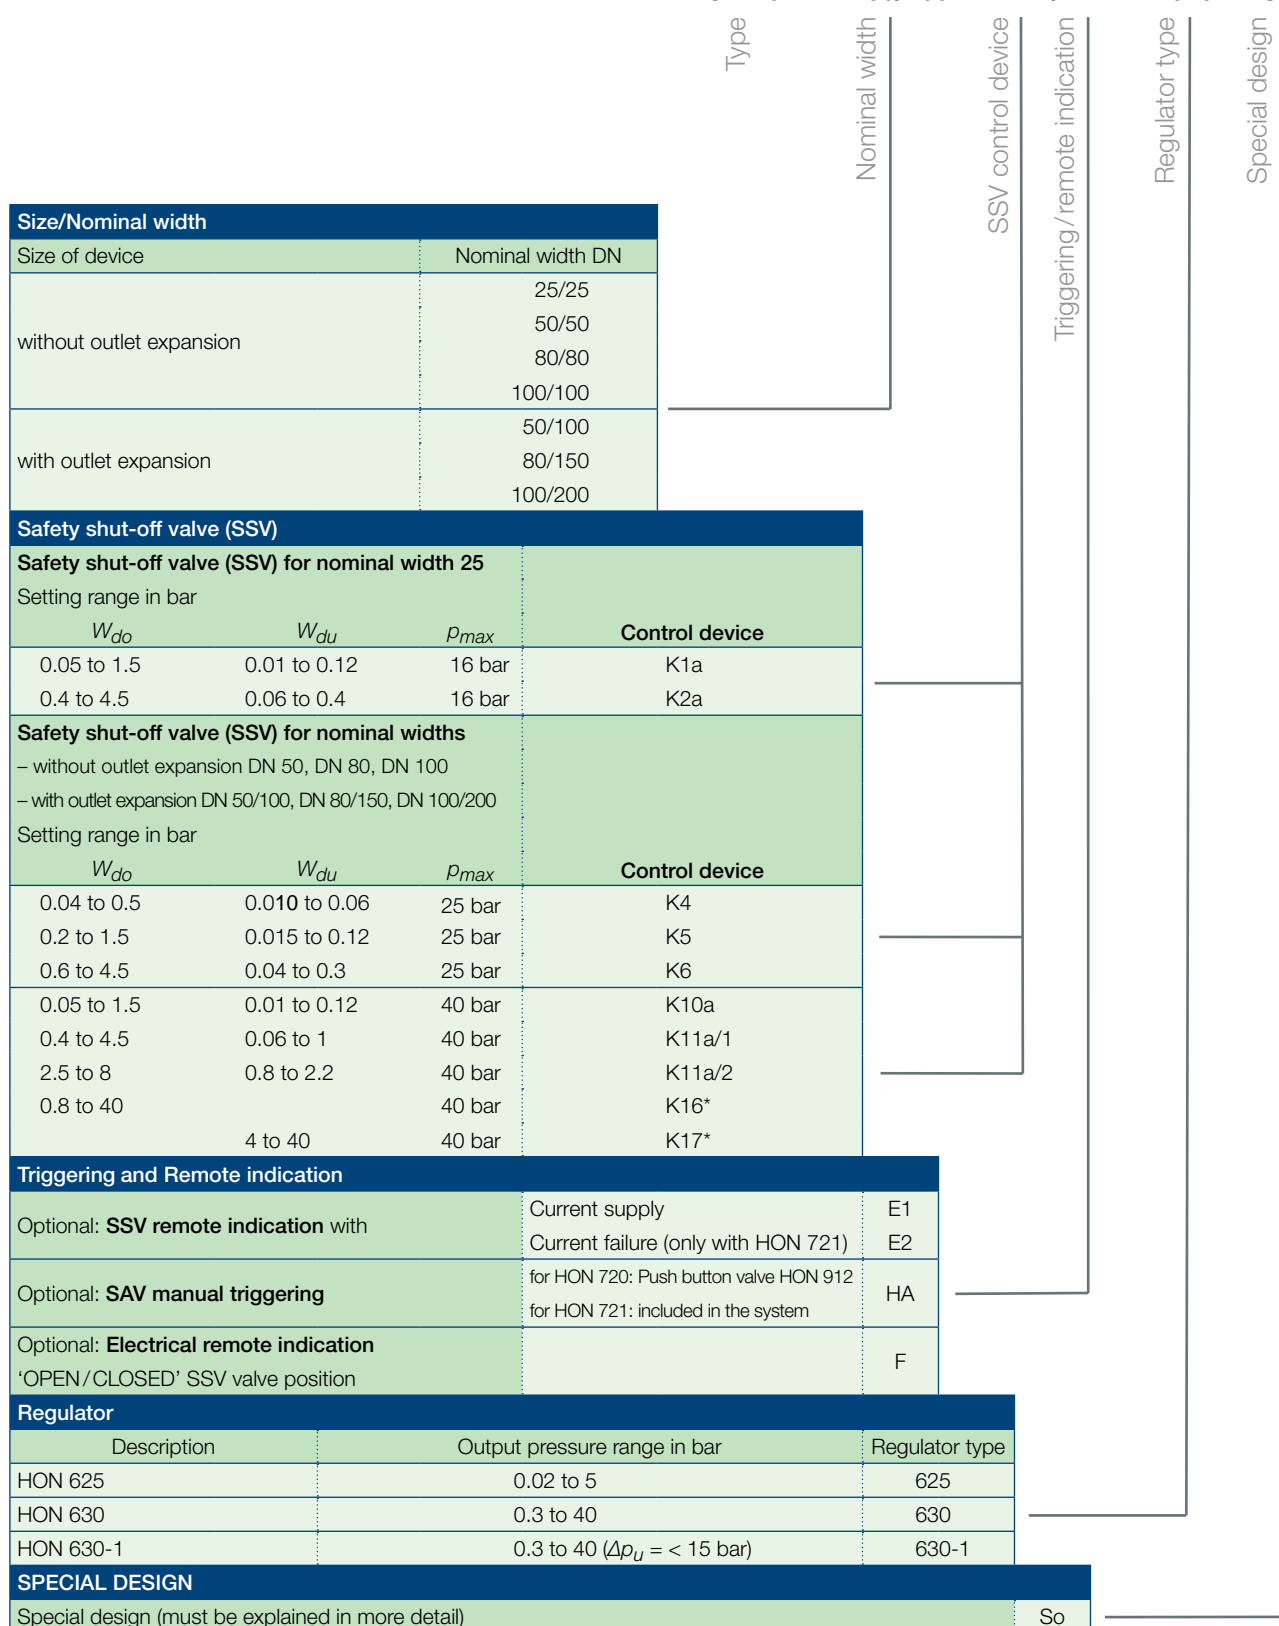 Type
Nominal width
SSV control device
Triggering/remote indication
Regulator type
Special design
Size/Nominal width
Size of device Nominal width DN
without outlet expansion
25/25
50/50
80/80
100/100
with outlet expansion
50/100
80/150
100/200
Safety shut-off valve (SSV)
Safety shut-off valve (SSV) for nominal width 25
Setting range in bar
Wdo Wdu pmax Control device
0.05 to 1.5 0.01 to 0.12 16 bar K1a
0.4 to 4.5 0.06 to 0.4 16 bar K2a
Safety shut-off valve (SSV) for nominal widths
– without outlet expansion DN 50, DN 80, DN 100
– with outlet expansion DN 50/100, DN 80/150, DN 100/200
Setting range in bar
Wdo Wdu pmax Control device
0.04 to 0.5 0.010 to 0.06 25 bar K4
0.2 to 1.5 0.015 to 0.12 25 bar K5
0.6 to 4.5 0.04 to 0.3 25 bar K6
0.05 to 1.5 0.01 to 0.12 40 bar K10a
0.4 to 4.5 0.06 to 1 40 bar K11a/1
2.5 to 8 0.8 to 2.2 40 bar K11a/2
0.8 to 40 40 bar K16*
4 to 40 40 bar K17*
Triggering and Remote indication
Optional: SSV remote indication with
Current supply E1
Current failure (only with HON 721) E2
Optional: SAV manual triggering
for HON 720: Push button valve HON 912
for HON 721: included in the system
HA
Optional: Electrical remote indication
‘OPEN/CLOSED’ SSV valve position
F
Regulator
Description Output pressure range in bar Regulator type
HON 625 0.02 to 5 625
HON 630 0.3 to 40 630
HON 630-1 0.3 to 40 (Δpu = < 15 bar) 630-1
SPECIAL DESIGN
Special design (must be explained in more detail) So